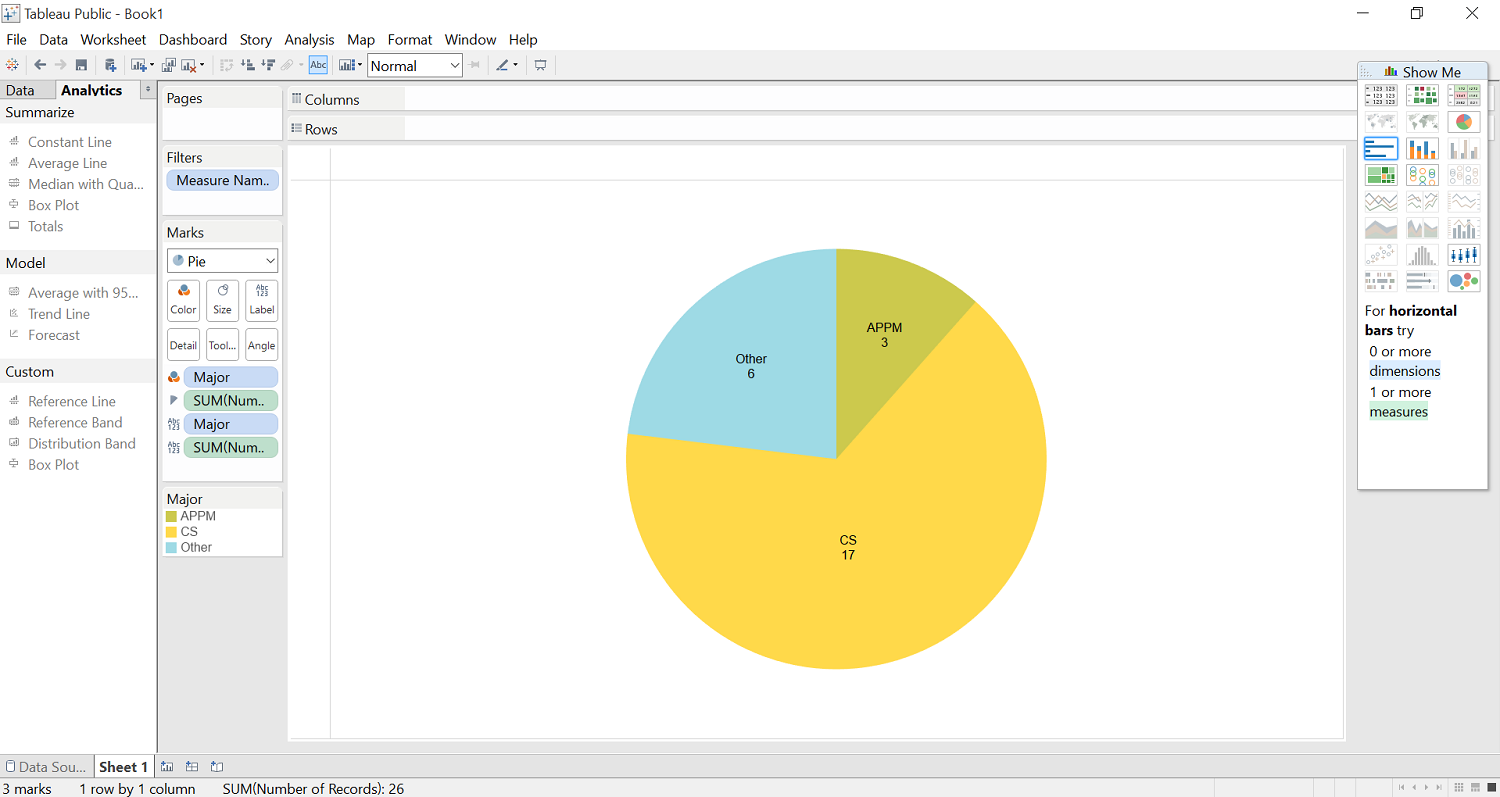 Tableau Public - Book1
File Data Worksheet Dashboard Story Analysis Map Format Window Help
Abc Normal
Data Analytics
Summarize
Constant Line
Average Line
Median with Qua...
Box Plot
Totals
Model
Average with 95...
Trend Line
Forecast
Custom
Reference Line
Reference Band
Distribution Band
Box Plot
Pages
Filters
Measure Nam..
Marks
Pie
Color Size Label
Detail Tool... Angle
Major
SUM(Num..
Major
SUM(Num..
Major
APPM
CS
Other
Columns
Rows
APPM
3
Other
6
CS
17
Show Me
For horizontal
bars try
0 or more
dimensions
1 or more
measures
Data Sou... Sheet 1
3 marks 1 row by 1 column SUM(Number of Records): 26